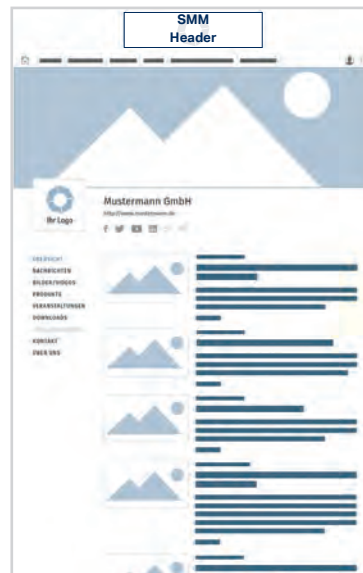 SMM
Header
Mustermann GmbH
http://www.mustermann.de
Ihr Logo
ÜBERSICHT
NACHRICHTEN
BILDER/VIDEOS
PRODUKTE
VERANSTALTUNGEN
DOWNLOADS
KONTAKT
ÜBER UNS